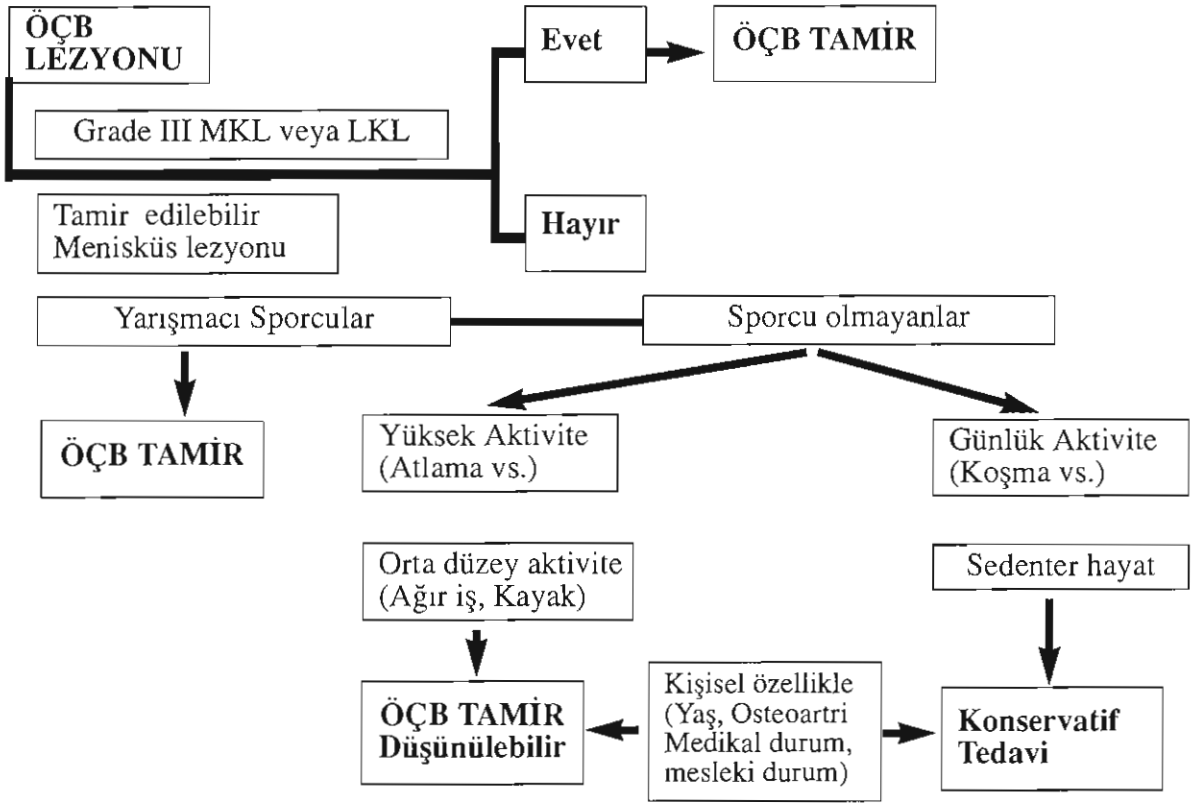 ÖÇB
LEZYONU
Evet
ÖÇB TAMİR
Grade III MKL veya LKL
Tamir edilebilir
Menisküs lezyonu
Hayır
Yarışmacı Sporcular
Sporcu olmayanlar
ÖÇB TAMİR
Yüksek Aktivite
(Atlama vs.)
Günlük Aktivite
(Koşma vs.)
Orta düzey aktivite
(Ağır iş, Kayak)
Sedenter hayat
ÖÇB TAMİR
Düşünülebilir
Kişisel özellikle
(Yaş, Osteoartri
Medikal durum,
mesleki durum)
Konservatif
Tedavi